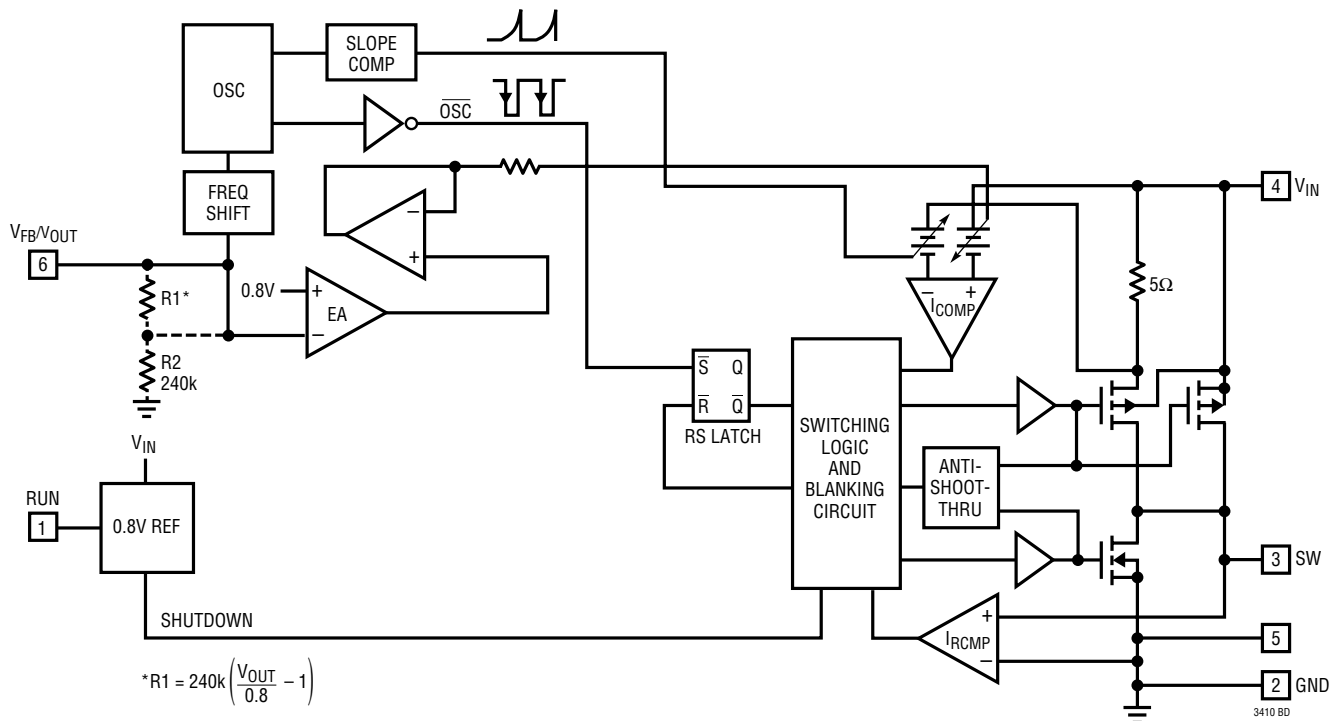 OSC
SLOPE
COMP
OSC
FREQ
SHIFT
VFB/VOUT
6
R1*
R2
240k
0.8V
+
EA
–
–
+
VIN
RUN
1
0.8V REF
SHUTDOWN
*R1 = 240k (VOUT/0.8 – 1)
S Q
R Q
RS LATCH
SWITCHING
LOGIC
AND
BLANKING
CIRCUIT
ANTI-
SHOOT-
THRU
– +
ICOMP
5Ω
4 VIN
3 SW
5
2 GND
+
IRCMP
–
3410 BD